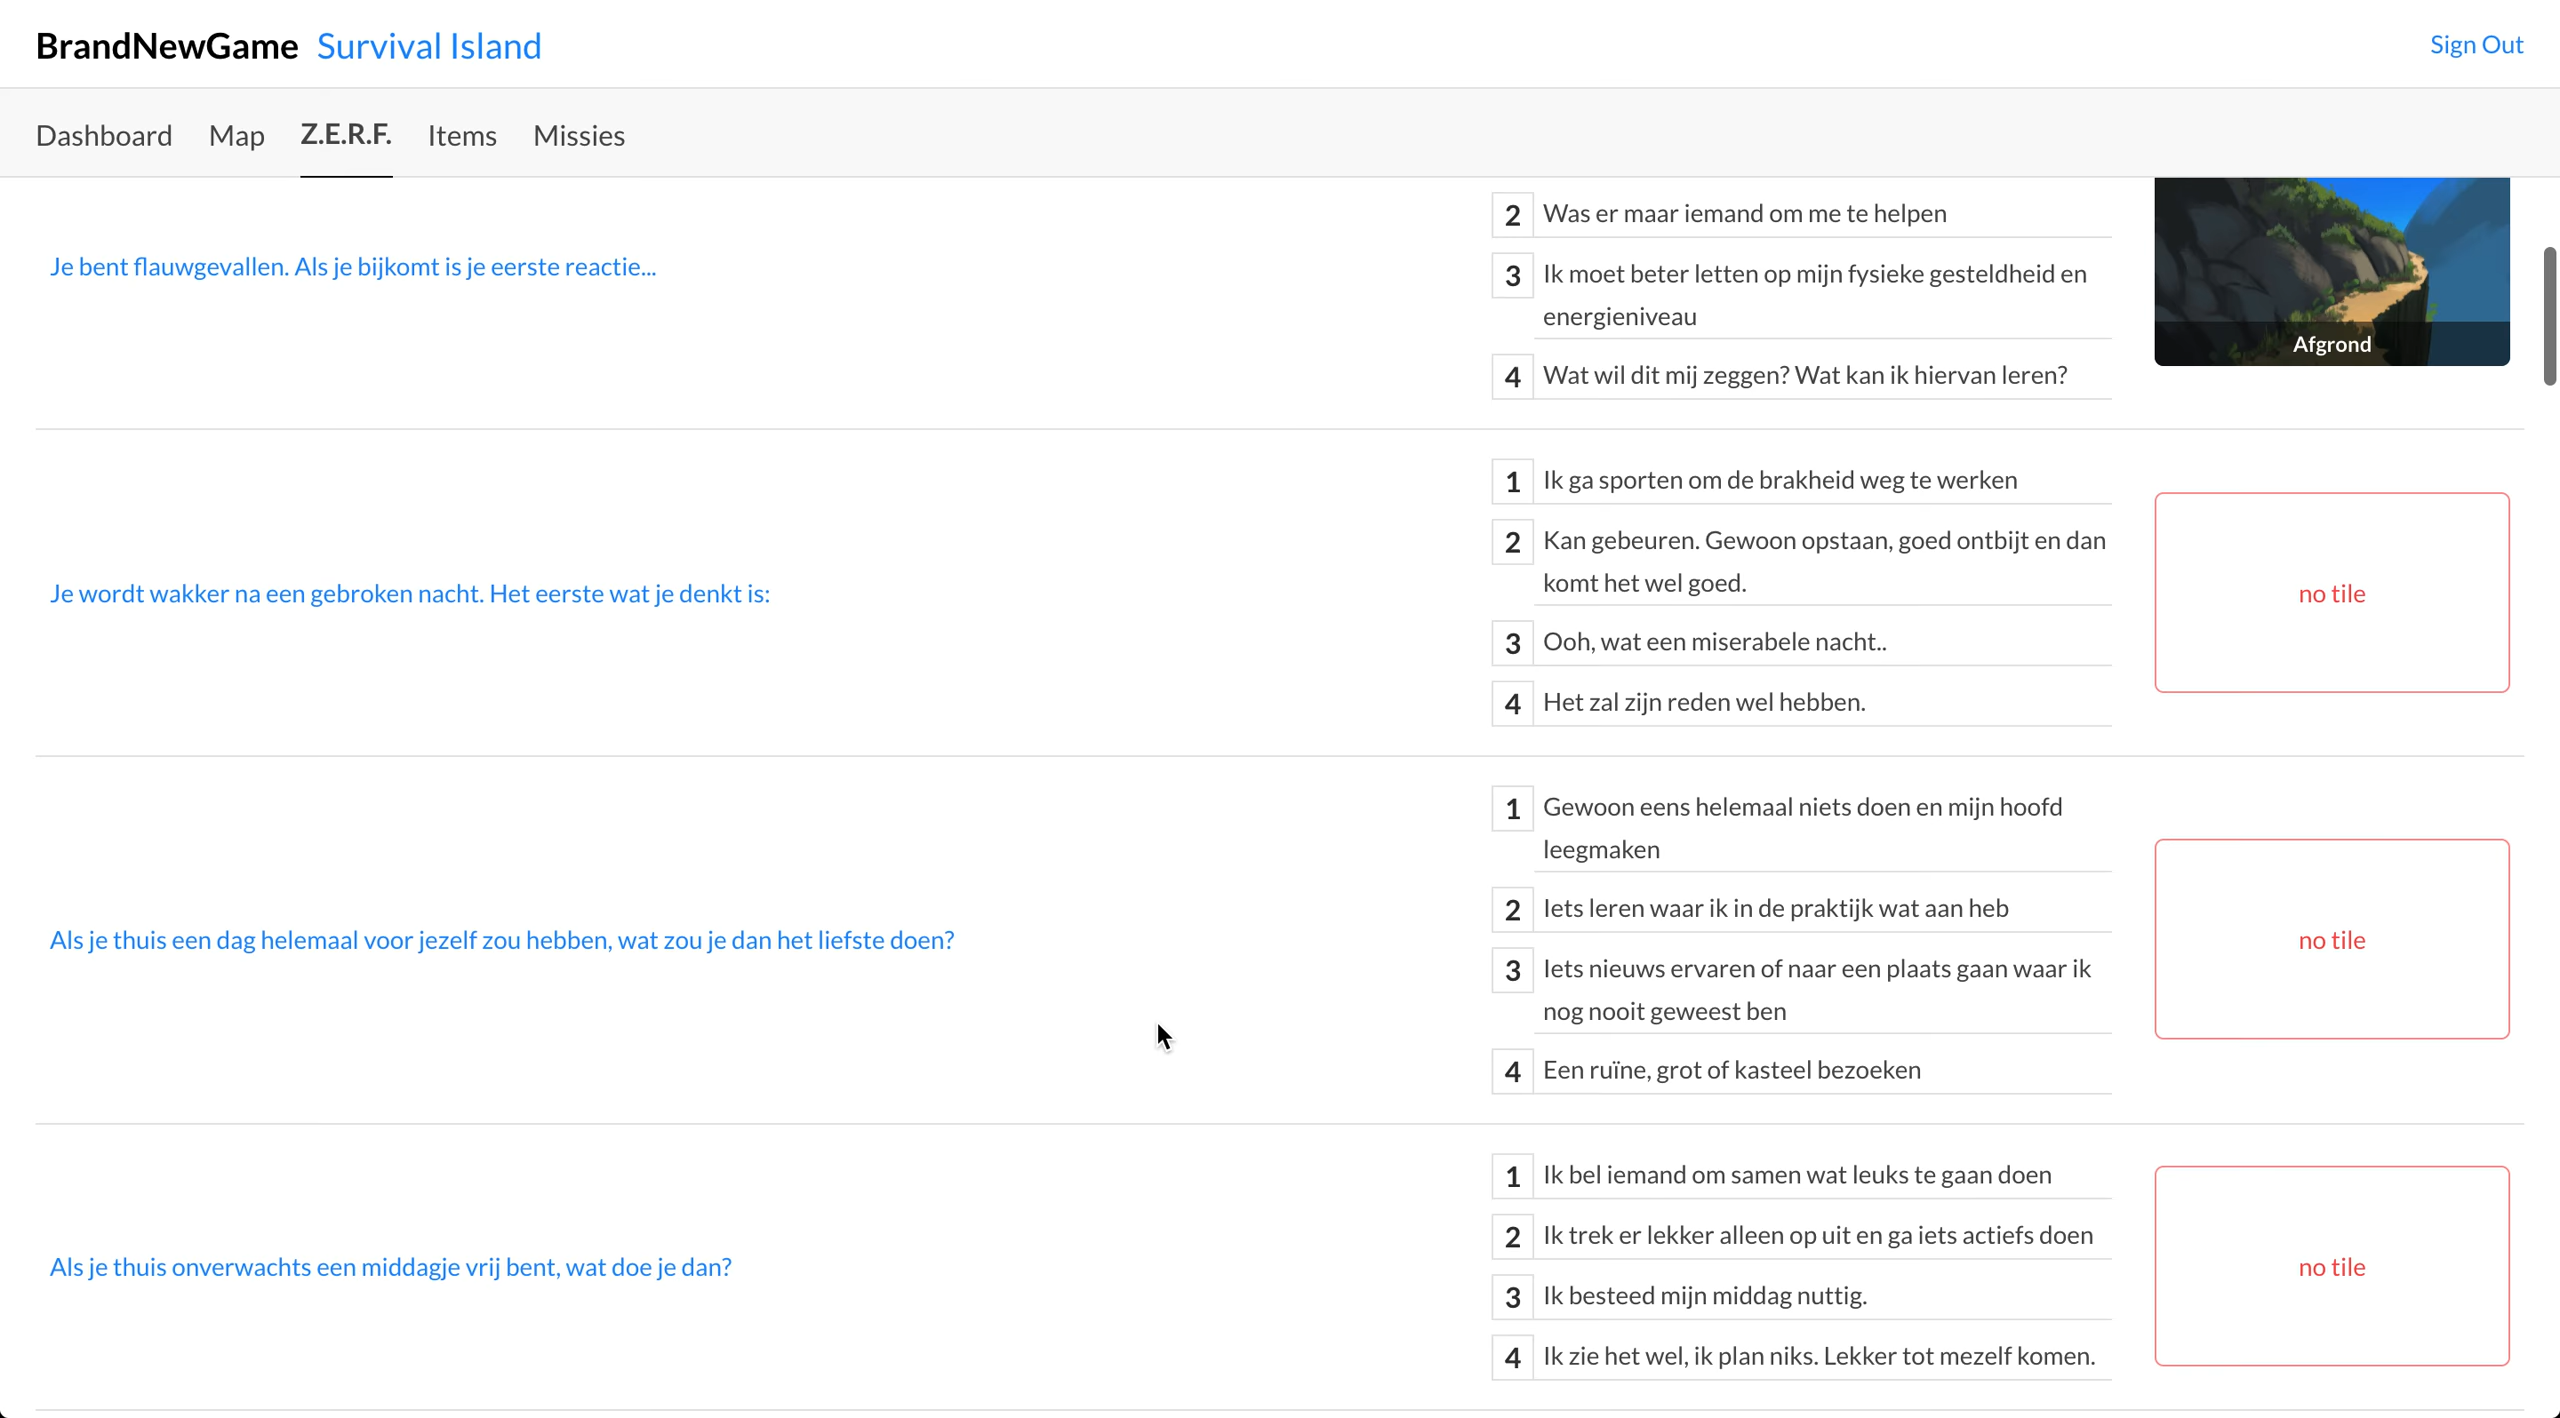 BrandNewGame Survival Island
Sign Out
Dashboard Map Z.E.R.F. Items Missies
Je bent flauwgevallen. Als je bijkomt is je eerste reactie...
2 Was er maar iemand om me te helpen
3 Ik moet beter letten op mijn fysieke gesteldheid en
energieniveau
4 Wat wil dit mij zeggen? Wat kan ik hiervan leren?
Afgrond
Je wordt wakker na een gebroken nacht. Het eerste wat je denkt is:
1 Ik ga sporten om de brakheid weg te werken
2 Kan gebeuren. Gewoon opstaan, goed ontbijt en dan
komt het wel goed.
3 Ooh, wat een miserabele nacht..
4 Het zal zijn reden wel hebben.
no tile
Als je thuis een dag helemaal voor jezelf zou hebben, wat zou je dan het liefste doen?
1 Gewoon eens helemaal niets doen en mijn hoofd
leegmaken
2 Iets leren waar ik in de praktijk wat aan heb
3 Iets nieuws ervaren of naar een plaats gaan waar ik
nog nooit geweest ben
4 Een ruïne, grot of kasteel bezoeken
no tile
Als je thuis onverwachts een middagje vrij bent, wat doe je dan?
1 Ik bel iemand om samen wat leuks te gaan doen
2 Ik trek er lekker alleen op uit en ga iets actiefs doen
3 Ik besteed mijn middag nuttig.
4 Ik zie het wel, ik plan niks. Lekker tot mezelf komen.
no tile